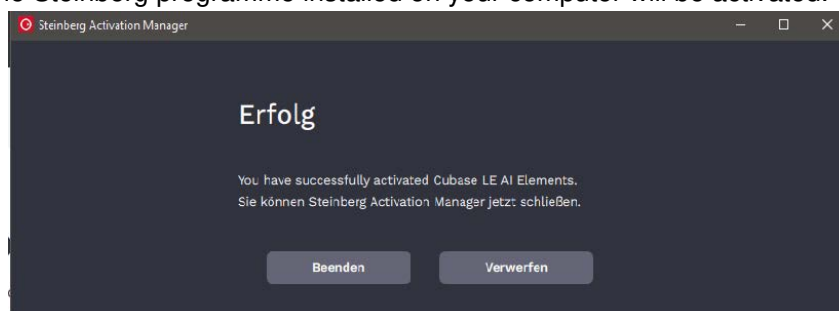 Steinberg programme installed on your computer will be activated.
Steinberg Activation Manager
Erfolg
You have successfully activated Cubase LE AI Elements.
Sie können Steinberg Activation Manager jetzt schließen.
Beenden
Verwerfen